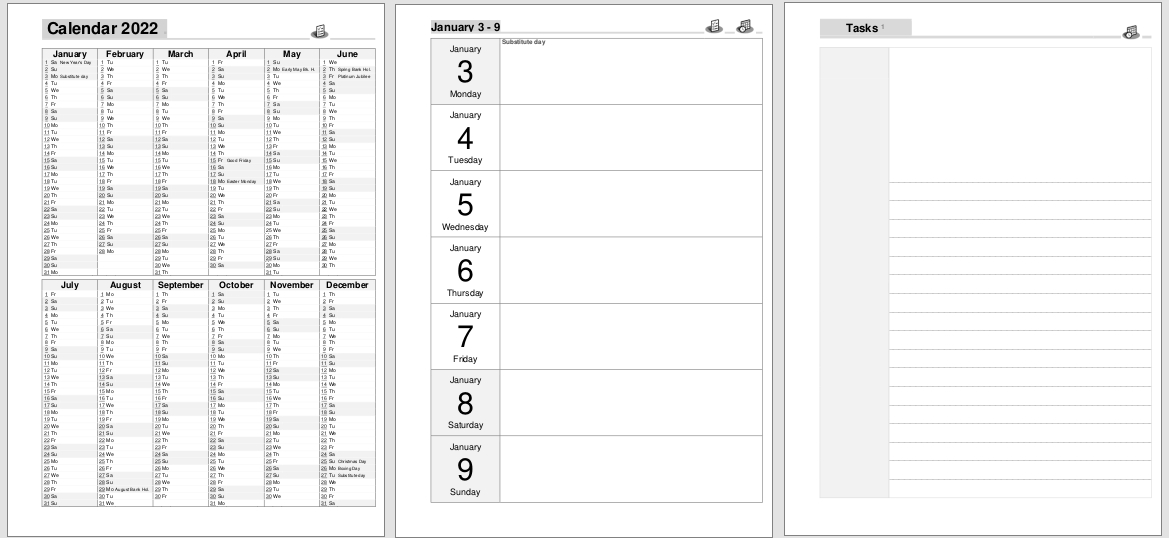 Calendar 2022
January February March April May June
1 Sa New Year's Day 1 Tu 1 Tu 1 Fr 1 Su 1 We
2 Su 2 We 2 We 2 Sa 2 Mo Early May Bk. H. 2 Th Spring Bank Hol.
3 Mo Substitute day 3 Th 3 Th 3 Su 3 Tu 3 Fr Platinum Jubilee
4 Tu 4 Fr 4 Fr 4 Mo 4 We 4 Sa
5 We 5 Sa 5 Sa 5 Tu 5 Th 5 Su
6 Th 6 Su 6 Su 6 We 6 Fr 6 Mo
7 Fr 7 Mo 7 Mo 7 Th 7 Sa 7 Tu
8 Sa 8 Tu 8 Tu 8 Fr 8 Su 8 We
9 Su 9 We 9 We 9 Sa 9 Mo 9 Th
10 Mo 10 Th 10 Th 10 Su 10 Tu 10 Fr
11 Tu 11 Fr 11 Fr 11 Mo 11 We 11 Sa
12 We 12 Sa 12 Sa 12 Tu 12 Th 12 Su
13 Th 13 Su 13 Su 13 We 13 Fr 13 Mo
14 Fr 14 Mo 14 Mo 14 Th 14 Sa 14 Tu
15 Sa 15 Tu 15 Tu 15 Fr Good Friday 15 Su 15 We
16 Su 16 We 16 We 16 Sa 16 Mo 16 Th
17 Mo 17 Th 17 Th 17 Su 17 Tu 17 Fr
18 Tu 18 Fr 18 Fr 18 Mo Easter Monday 18 We 18 Sa
19 We 19 Sa 19 Sa 19 Tu 19 Th 19 Su
20 Th 20 Su 20 Su 20 We 20 Fr 20 Mo
21 Fr 21 Mo 21 Mo 21 Th 21 Sa 21 Tu
22 Sa 22 Tu 22 Tu 22 Fr 22 Su 22 We
23 Su 23 We 23 We 23 Sa 23 Mo 23 Th
24 Mo 24 Th 24 Th 24 Su 24 Tu 24 Fr
25 Tu 25 Fr 25 Fr 25 Mo 25 We 25 Sa
26 We 26 Sa 26 Sa 26 Tu 26 Th 26 Su
27 Th 27 Su 27 Su 27 We 27 Fr 27 Mo
28 Fr 28 Mo 28 Mo 28 Th 28 Sa 28 Tu
29 Sa 29 Tu 29 Fr 29 Su 29 We
30 Su 30 We 30 Sa 30 Mo 30 Th
31 Mo 31 Th 31 Tu
July August September October November December
1 Fr 1 Mo 1 Th 1 Sa 1 Tu 1 Th
2 Sa 2 Tu 2 Fr 2 Su 2 We 2 Fr
3 Su 3 We 3 Sa 3 Mo 3 Th 3 Sa
4 Mo 4 Th 4 Su 4 Tu 4 Fr 4 Su
5 Tu 5 Fr 5 Mo 5 We 5 Sa 5 Mo
6 We 6 Sa 6 Tu 6 Th 6 Su 6 Tu
7 Th 7 Su 7 We 7 Fr 7 Mo 7 We
8 Fr 8 Mo 8 Th 8 Sa 8 Tu 8 Th
9 Sa 9 Tu 9 Fr 9 Su 9 We 9 Fr
10 Su 10 We 10 Sa 10 Mo 10 Th 10 Sa
11 Mo 11 Th 11 Su 11 Tu 11 Fr 11 Su
12 Tu 12 Fr 12 Mo 12 We 12 Sa 12 Mo
13 We 13 Sa 13 Tu 13 Th 13 Su 13 Tu
14 Th 14 Su 14 We 14 Fr 14 Mo 14 We
15 Fr 15 Mo 15 Th 15 Sa 15 Tu 15 Th
16 Sa 16 Tu 16 Fr 16 Su 16 We 16 Fr
17 Su 17 We 17 Sa 17 Mo 17 Th 17 Sa
18 Mo 18 Th 18 Su 18 Tu 18 Fr 18 Su
19 Tu 19 Fr 19 Mo 19 We 19 Sa 19 Mo
20 We 20 Sa 20 Tu 20 Th 20 Su 20 Tu
21 Th 21 Su 21 We 21 Fr 21 Mo 21 We
22 Fr 22 Mo 22 Th 22 Sa 22 Tu 22 Th
23 Sa 23 Tu 23 Fr 23 Su 23 We 23 Fr
24 Su 24 We 24 Sa 24 Mo 24 Th 24 Sa
25 Mo 25 Th 25 Su 25 Tu 25 Fr 25 Su Christmas Day
26 Tu 26 Fr 26 Mo 26 We 26 Sa 26 Mo Boxing Day
27 We 27 Sa 27 Tu 27 Th 27 Su 27 Tu Substitute day
28 Th 28 Su 28 We 28 Fr 28 Mo 28 We
29 Fr 29 Mo August Bank Hol. 29 Th 29 Sa 29 Tu 29 Th
30 Sa 30 Tu 30 Fr 30 Su 30 We 30 Fr
31 Su 31 We 31 Mo 31 Sa
January 3 - 9
Substitute day
January
3
Monday
January
4
Tuesday
January
5
Wednesday
January
6
Thursday
January
7
Friday
January
8
Saturday
January
9
Sunday
Tasks 1